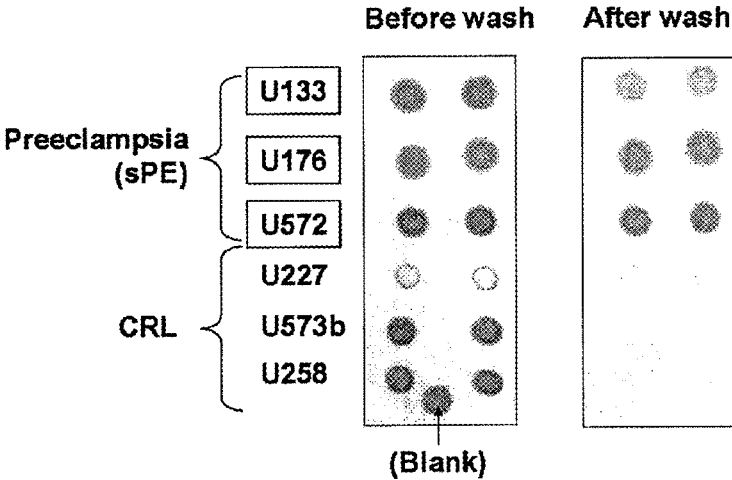 Before wash After wash
U133
Preeclampsia
(sPE)
U176
U572
U227
CRL
U573b
U258
(Blank)